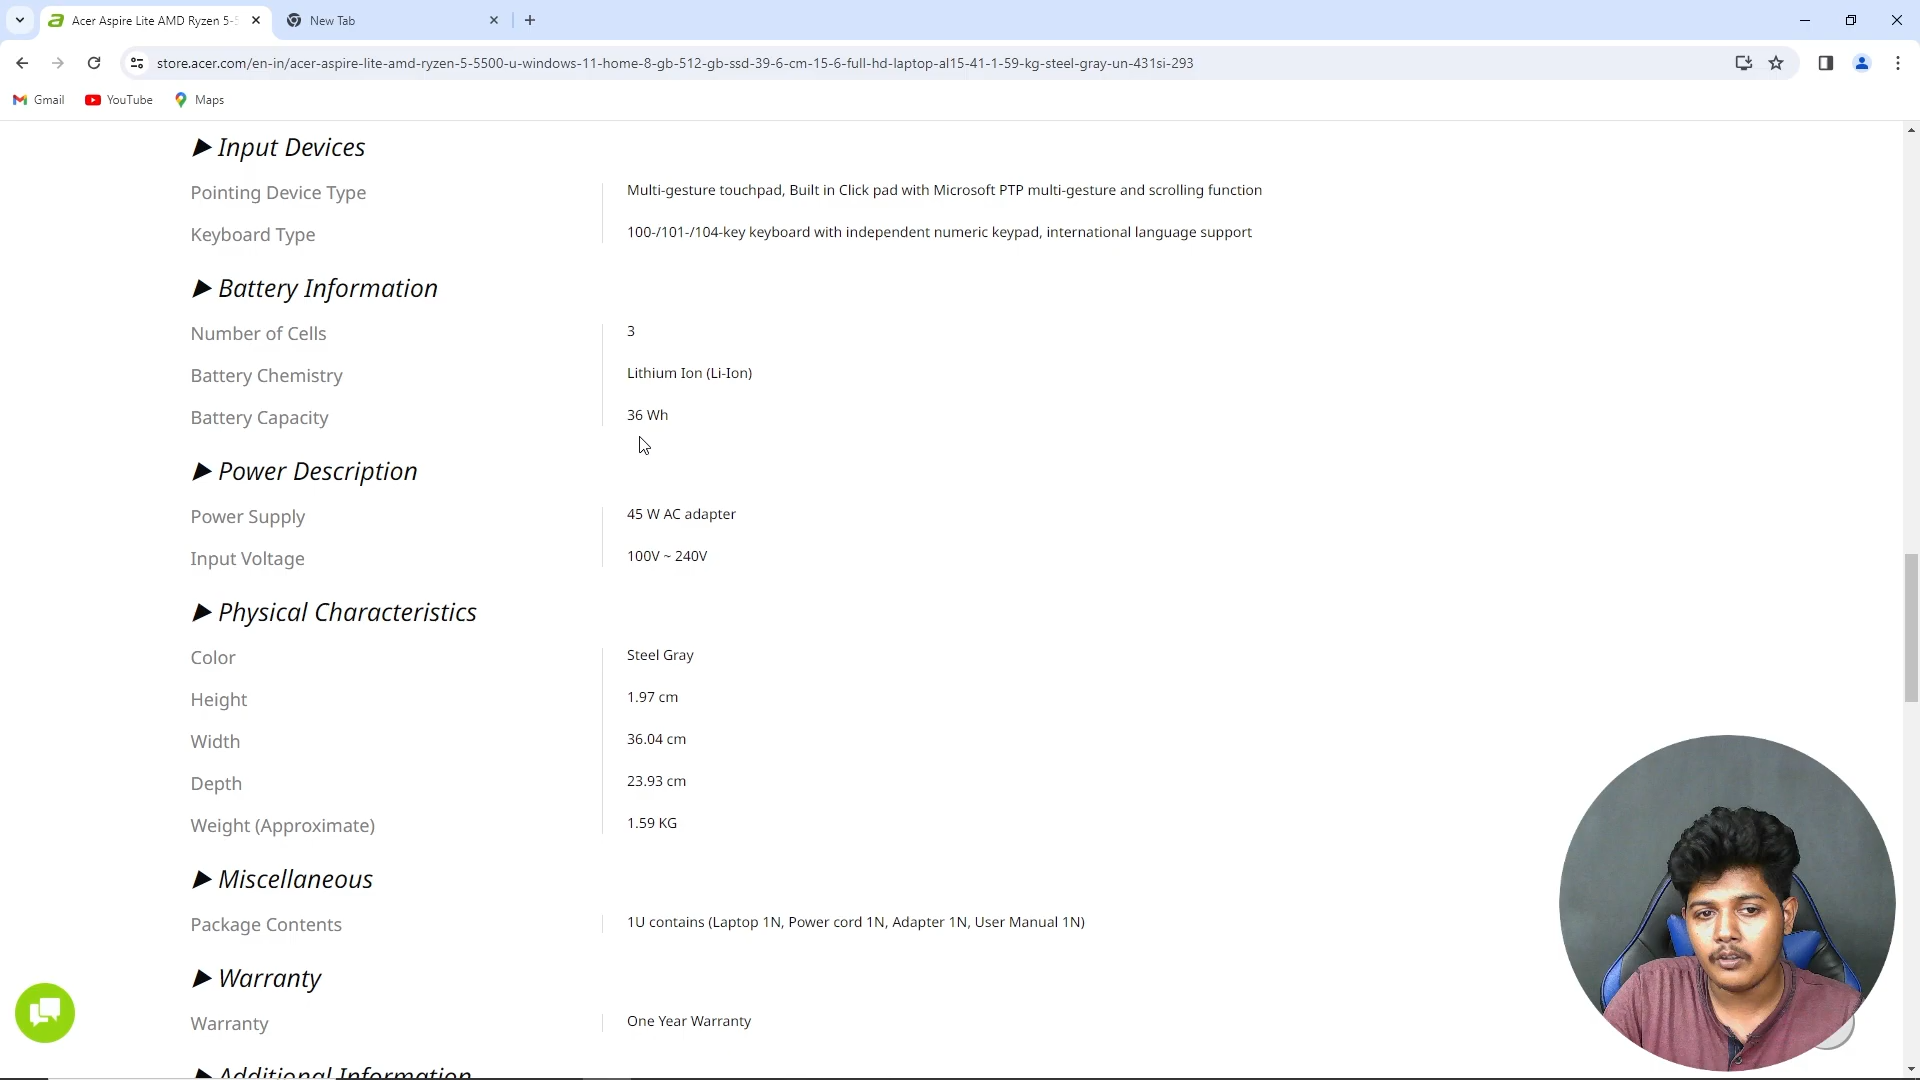 Acer Aspire Lite AMD Ryzen 5-5
New Tab
store.acer.com/en-in/acer-aspire-lite-amd-ryzen-5-5500-u-windows-11-home-8-gb-512-gb-ssd-39-6-cm-15-6-full-hd-laptop-al15-41-1-59-kg-steel-gray-un-431si-293
Gmail
YouTube
Maps
▶ Input Devices
Pointing Device Type
Multi-gesture touchpad, Built in Click pad with Microsoft PTP multi-gesture and scrolling function
Keyboard Type
100-/101-/104-key keyboard with independent numeric keypad, international language support
▶ Battery Information
Number of Cells
3
Battery Chemistry
Lithium Ion (Li-Ion)
Battery Capacity
36 Wh
▶ Power Description
Power Supply
45 W AC adapter
Input Voltage
100V ~ 240V
▶ Physical Characteristics
Color
Steel Gray
Height
1.97 cm
Width
36.04 cm
Depth
23.93 cm
Weight (Approximate)
1.59 KG
▶ Miscellaneous
Package Contents
1U contains (Laptop 1N, Power cord 1N, Adapter 1N, User Manual 1N)
▶ Warranty
Warranty
One Year Warranty
▶ Additional Information